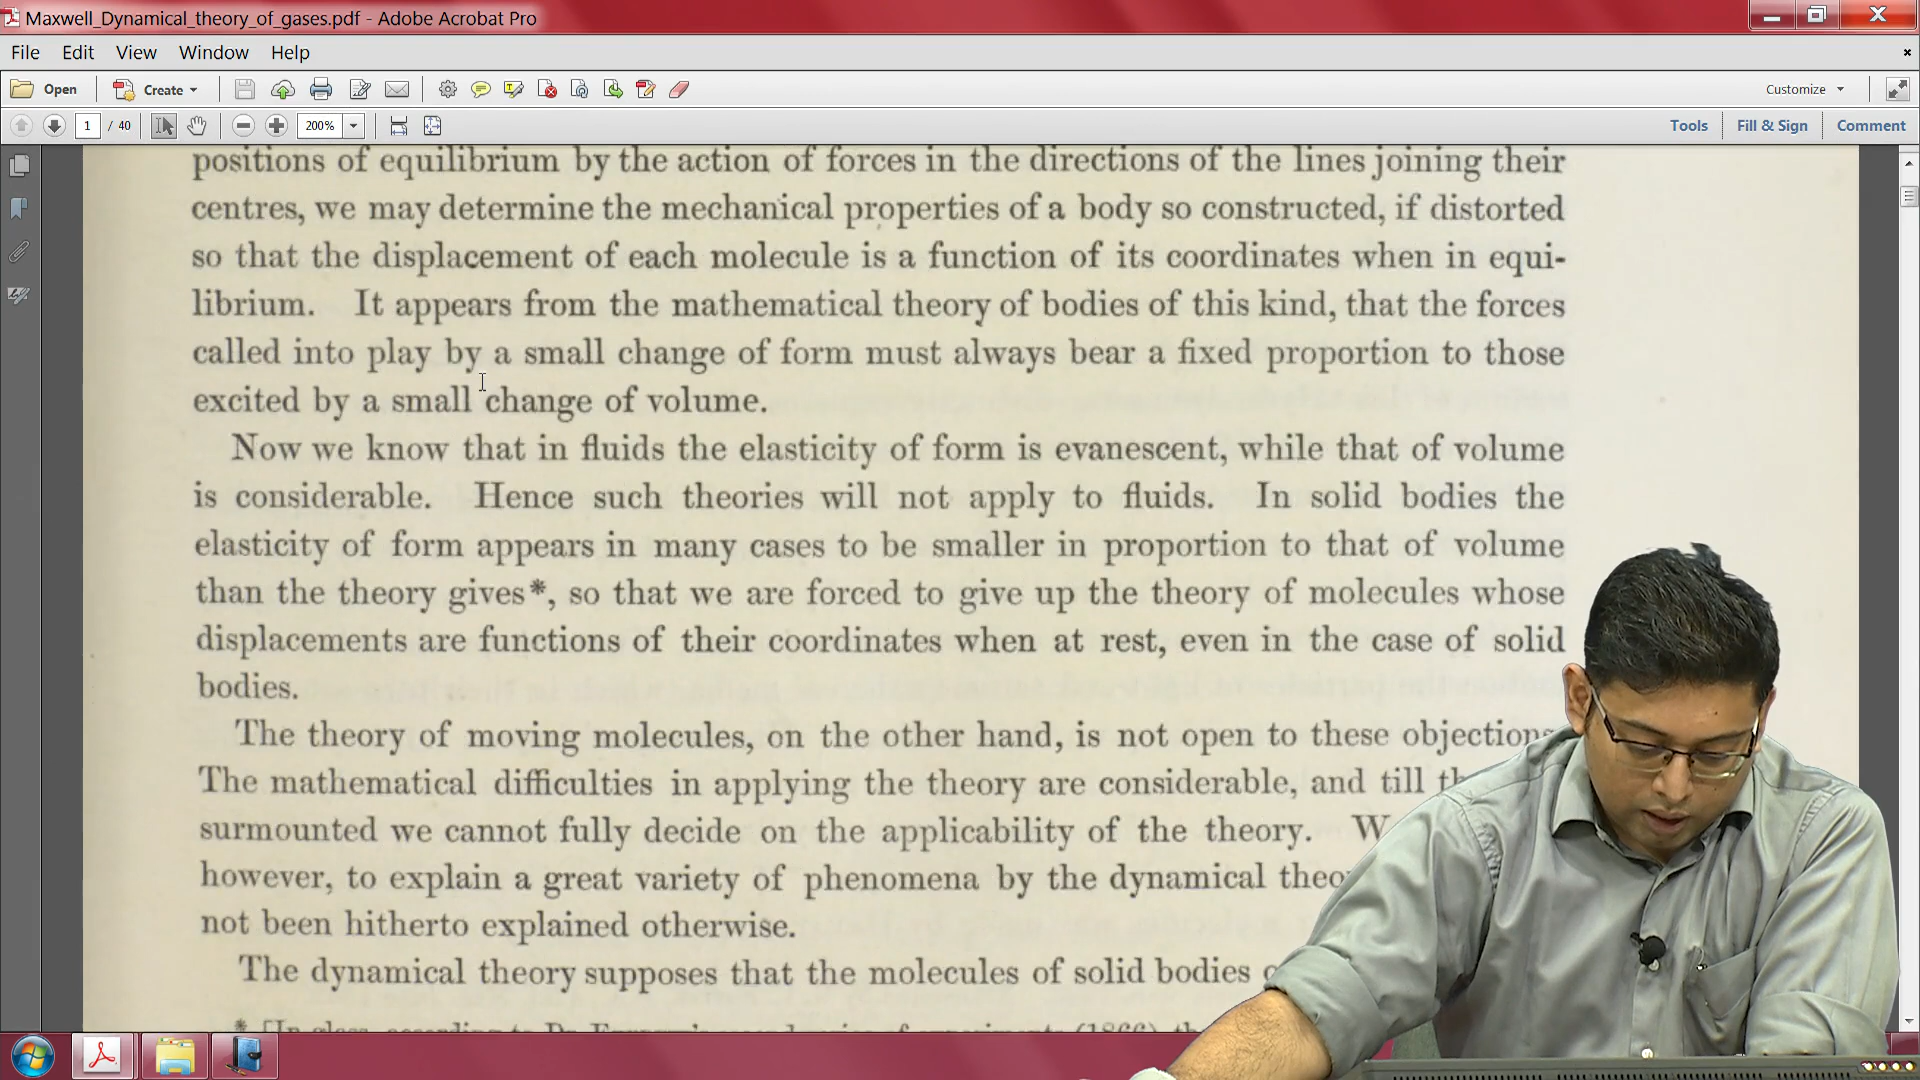 Maxwell_Dynamical_theory_of_gases.pdf - Adobe Acrobat Pro
File Edit View Window Help
Open Create Customize
1 / 40 200% Tools Fill & Sign Comment
positions of equilibrium by the action of forces in the directions of the lines joining their
centres, we may determine the mechanical properties of a body so constructed, if distorted
so that the displacement of each molecule is a function of its coordinates when in equi-
librium. It appears from the mathematical theory of bodies of this kind, that the forces
called into play by a small change of form must always bear a fixed proportion to those
excited by a small change of volume.
Now we know that in fluids the elasticity of form is evanescent, while that of volume
is considerable. Hence such theories will not apply to fluids. In solid bodies the
elasticity of form appears in many cases to be smaller in proportion to that of volume
than the theory gives*, so that we are forced to give up the theory of molecules whose
displacements are functions of their coordinates when at rest, even in the case of solid
bodies.
The theory of moving molecules, on the other hand, is not open to these objections
The mathematical difficulties in applying the theory are considerable, and till
surmounted we cannot fully decide on the applicability of the theory.
however, to explain a great variety of phenomena by the dynamical
not been hitherto explained otherwise.
The dynamical theory supposes that the molecules of solid bodies